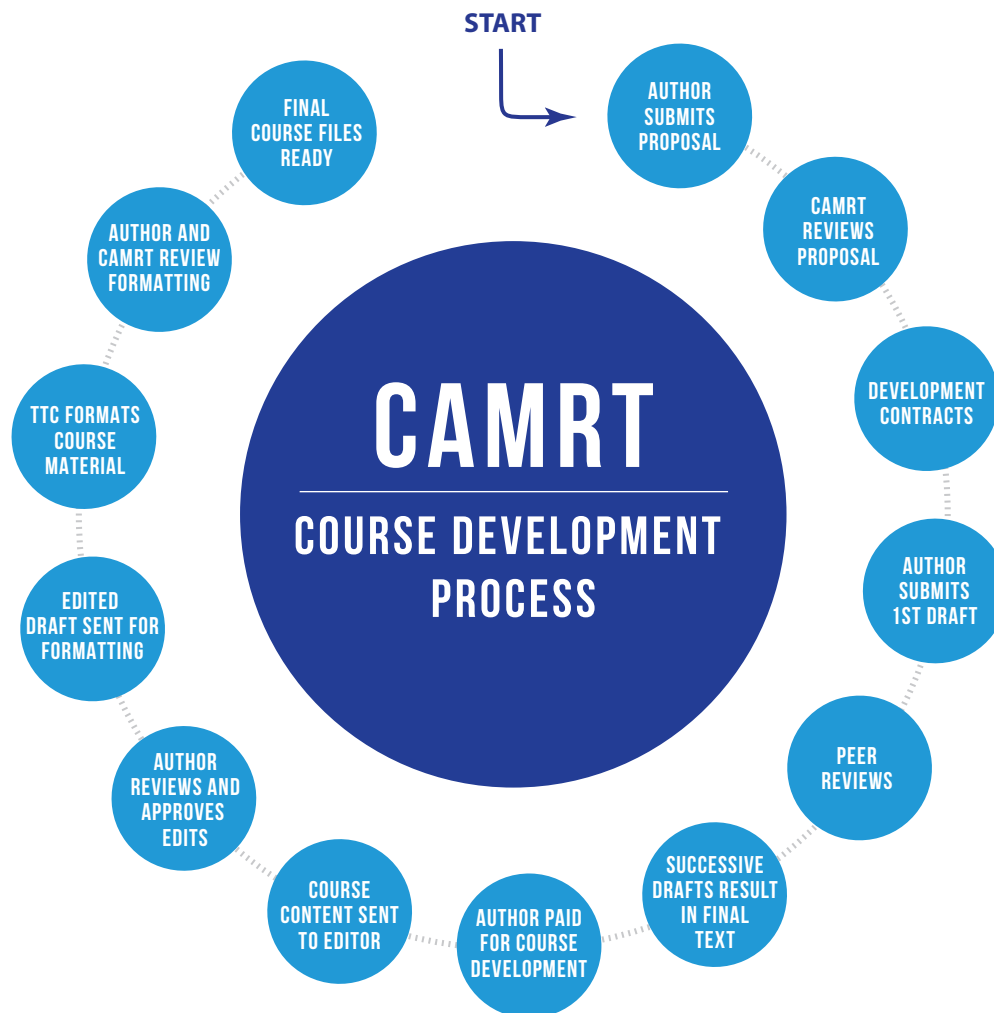 START
AUTHOR
SUBMITS
PROPOSAL
CAMRT
REVIEWS
PROPOSAL
DEVELOPMENT
CONTRACTS
AUTHOR
SUBMITS
1ST DRAFT
PEER
REVIEWS
SUCCESSIVE
DRAFTS RESULT
IN FINAL
TEXT
AUTHOR PAID
FOR COURSE
DEVELOPMENT
COURSE
CONTENT SENT
TO EDITOR
AUTHOR
REVIEWS AND
APPROVES
EDITS
EDITED
DRAFT SENT FOR
FORMATTING
TTC FORMATS
COURSE
MATERIAL
AUTHOR AND
CAMRT REVIEW
FORMATTING
FINAL
COURSE FILES
READY
CAMRT
COURSE DEVELOPMENT
PROCESS